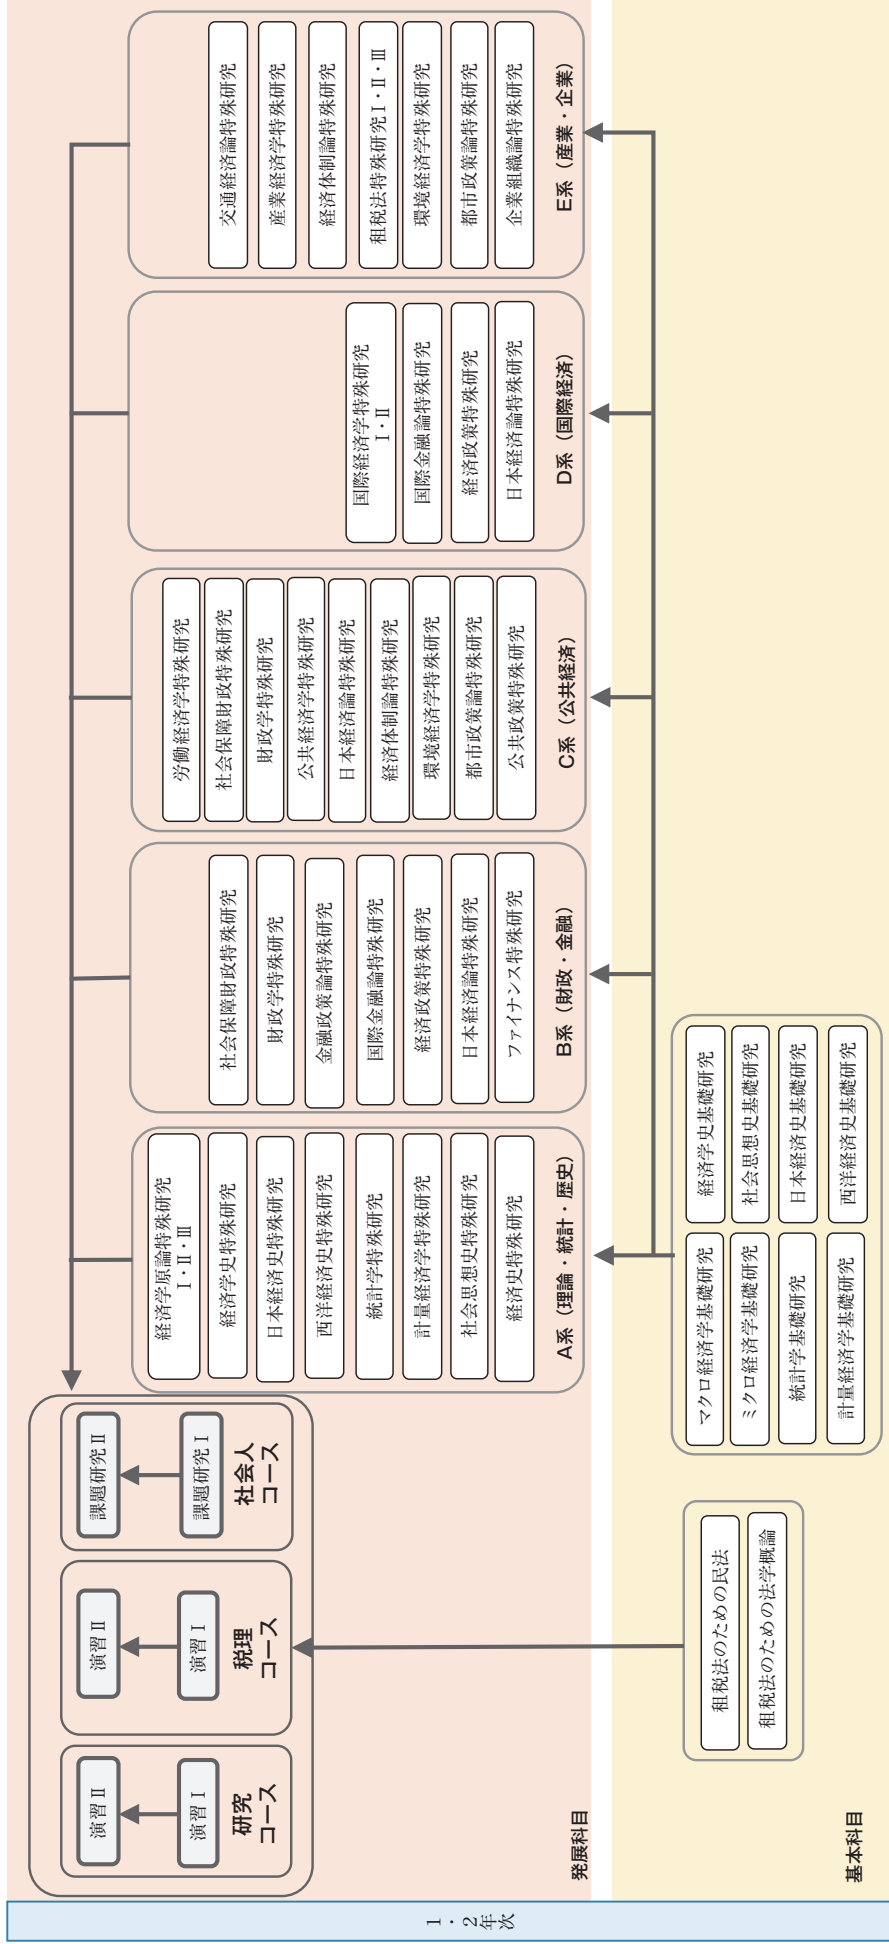 1・2年次
発展科目
基本科目
演習Ⅱ
演習Ⅰ
研究
コース
演習Ⅱ
演習Ⅰ
税理
コース
課題研究Ⅱ
課題研究Ⅰ
社会人
コース
経済学原論特殊研究
Ⅰ・Ⅱ・Ⅲ
経済学史特殊研究
日本経済史特殊研究
西洋経済史特殊研究
統計学特殊研究
計量経済学特殊研究
社会思想史特殊研究
経済史特殊研究
A系（理論・統計・歴史）
社会保障財政特殊研究
財政学特殊研究
金融政策論特殊研究
国際金融論特殊研究
経済政策特殊研究
日本経済論特殊研究
ファイナンス特殊研究
B系（財政・金融）
労働経済学特殊研究
社会保障財政特殊研究
財政学特殊研究
公共経済学特殊研究
日本経済論特殊研究
経済体制論特殊研究
環境経済学特殊研究
都市政策論特殊研究
公共政策特殊研究
C系（公共経済）
国際経済学特殊研究
Ⅰ・Ⅱ
国際金融論特殊研究
経済政策特殊研究
日本経済論特殊研究
D系（国際経済）
交通経済論特殊研究
産業経済学特殊研究
経済体制論特殊研究
租税法特殊研究Ⅰ・Ⅱ・Ⅲ
環境経済学特殊研究
都市政策論特殊研究
企業組織論特殊研究
E系（産業・企業）
租税法のための民法
租税法のための法学概論
マクロ経済学基礎研究
ミクロ経済学基礎研究
統計学基礎研究
計量経済学基礎研究
経済学史基礎研究
社会思想史基礎研究
日本経済史基礎研究
西洋経済史基礎研究